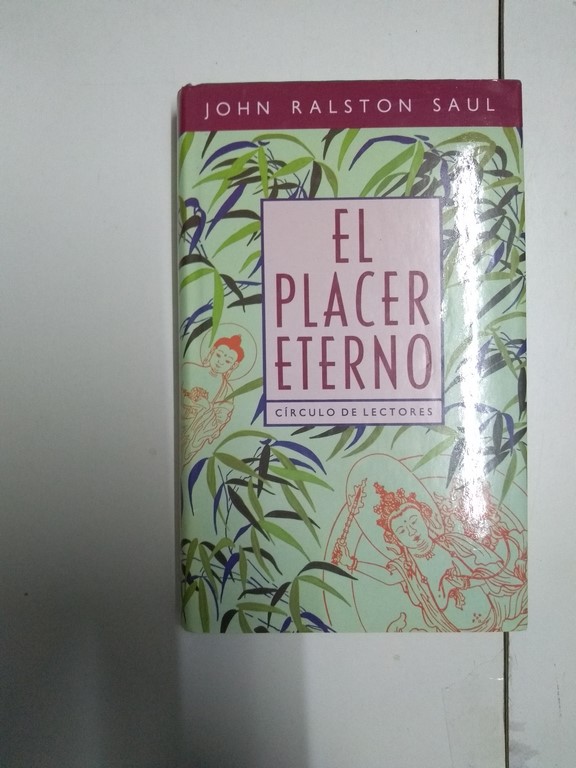 JOHN RALSTON SAUL
EL
PLACER
ETERNO
CÍRCULO DE LECTORES